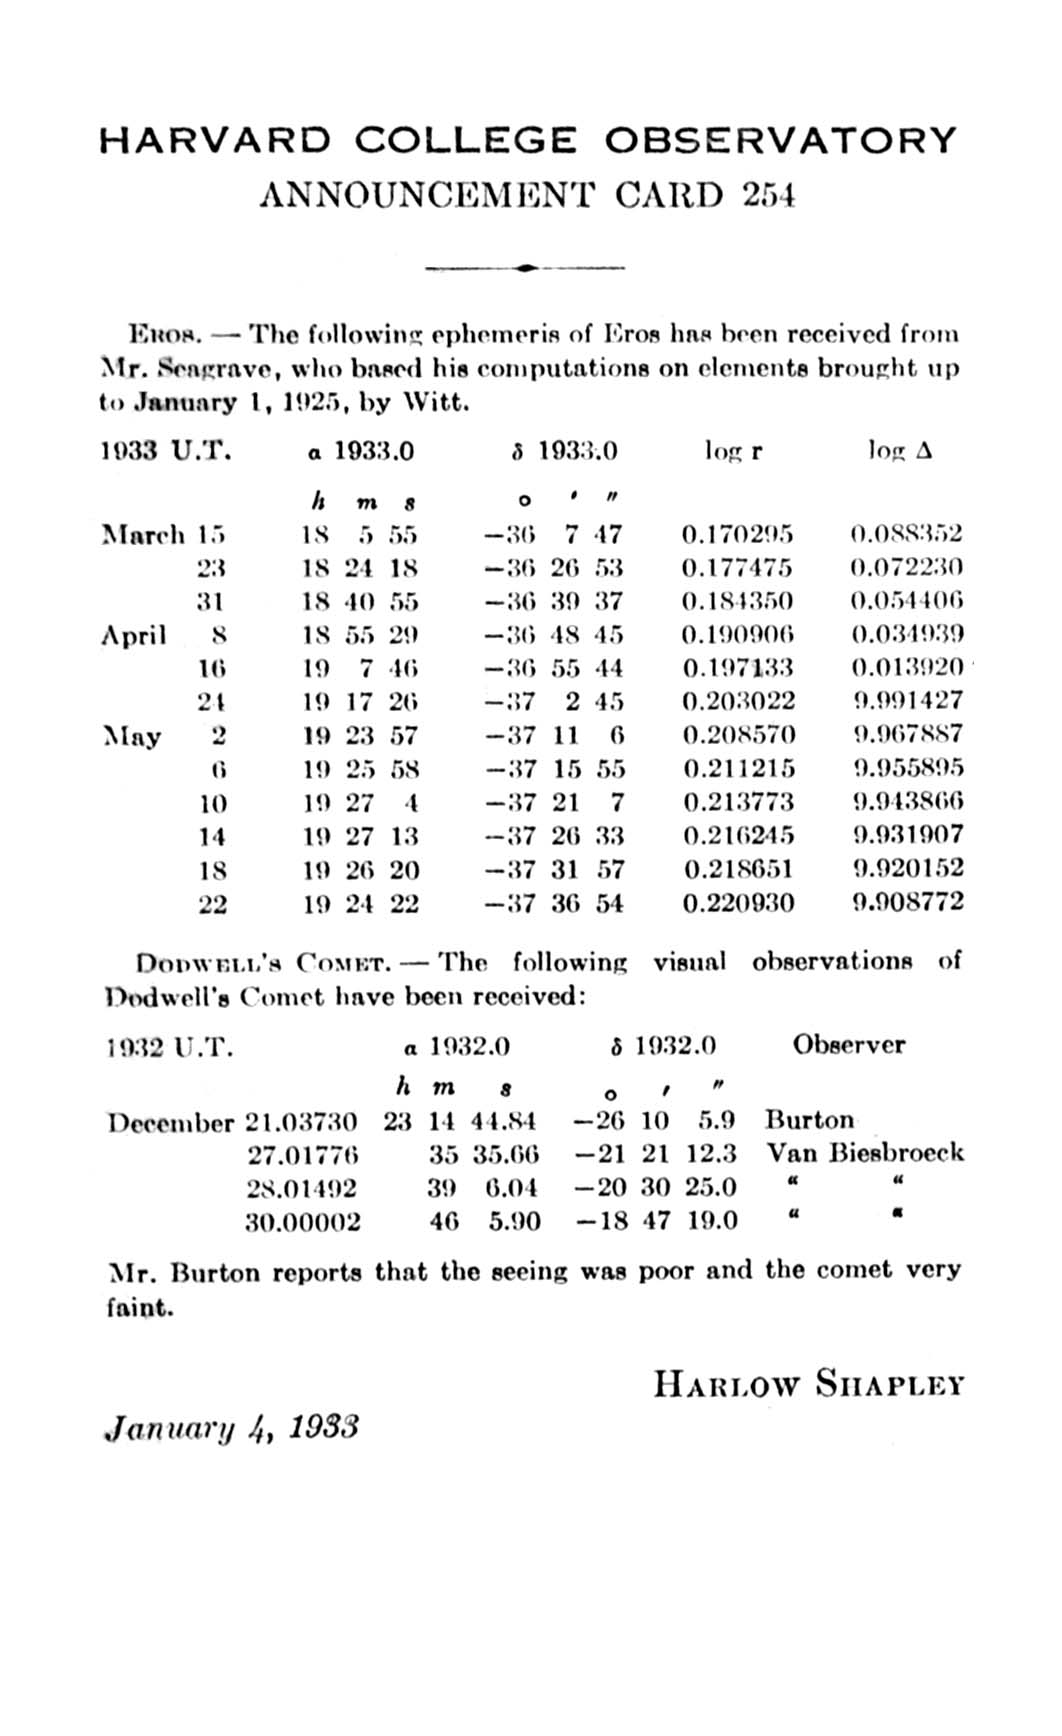 HARVARD COLLEGE OBSERVATORY
ANNOUNCEMENT CARD 254
EROS. — The following ephemeris of Eros has been received from
Mr. Seagrave, who based his computations on elements brought up
to January 1, 1925, by Witt.
1933 U.T. α 1933.0 δ 1933.0 log r log Δ
h m s ° ′ ″
March 15 18 5 55 −36 7 47 0.170295 0.088352
23 18 24 18 −36 26 53 0.177475 0.072230
31 18 40 55 −36 39 37 0.184350 0.054406
April 8 18 55 29 −36 48 45 0.190906 0.034939
16 19 7 46 −36 55 44 0.197133 0.013920
24 19 17 26 −37 2 45 0.203022 9.991427
May 2 19 23 57 −37 11 6 0.208570 9.967887
6 19 25 58 −37 15 55 0.211215 9.955895
10 19 27 4 −37 21 7 0.213773 9.943866
14 19 27 13 −37 26 33 0.216245 9.931907
18 19 26 20 −37 31 57 0.218651 9.920152
22 19 24 22 −37 36 54 0.220930 9.908772
DODWELL'S COMET. — The following visual observations of
Dodwell's Comet have been received:
1932 U.T. α 1932.0 δ 1932.0 Observer
h m s ° ′ ″
December 21.03730 23 14 44.84 −26 10 5.9 Burton
27.01776 35 35.66 −21 21 12.3 Van Biesbroeck
28.01492 39 6.04 −20 30 25.0 “ “
30.00002 46 5.90 −18 47 19.0 “ “
Mr. Burton reports that the seeing was poor and the comet very
faint.
HARLOW SHAPLEY
January 4, 1933